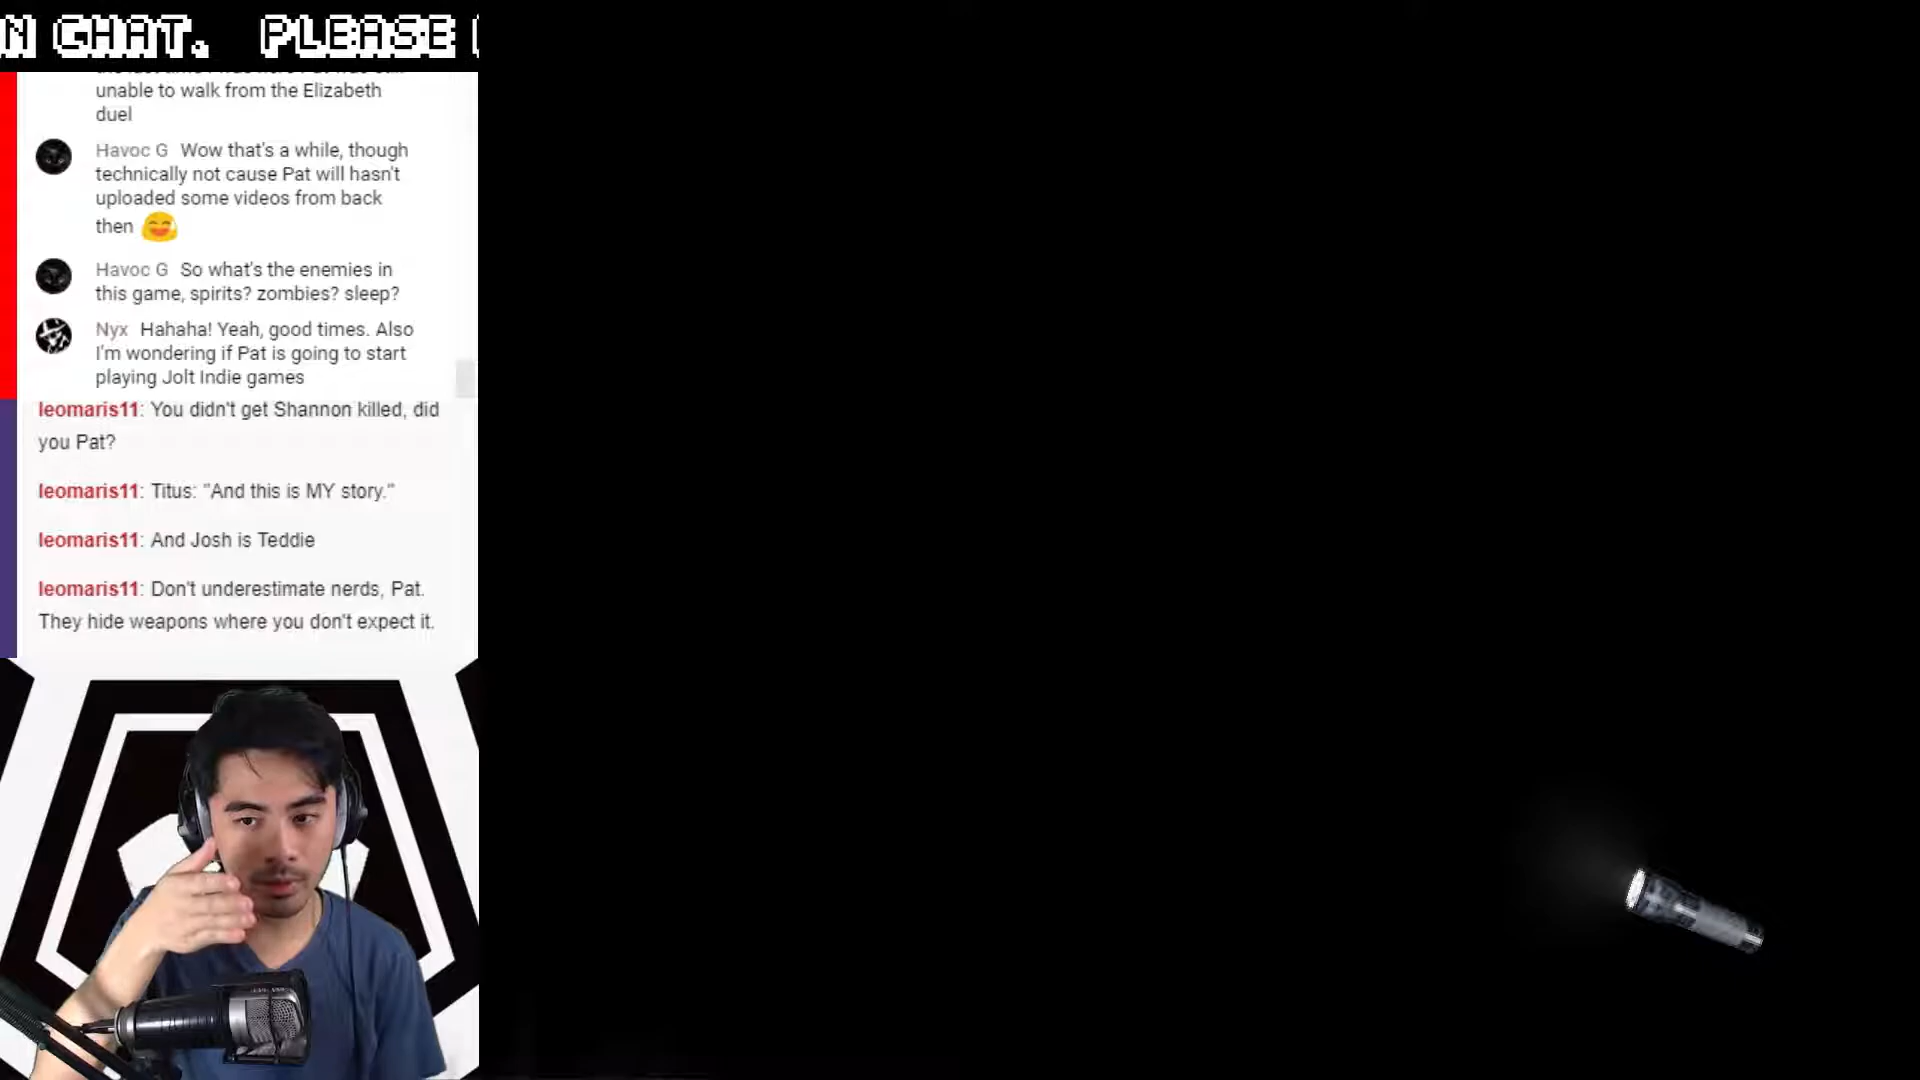 N CHAT. PLEASE
unable to walk from the Elizabeth
duel
Havoc G Wow that's a while, though
technically not cause Pat will hasn't
uploaded some videos from back
then
Havoc G So what's the enemies in
this game, spirits? zombies? sleep?
Nyx Hahaha! Yeah, good times. Also
I'm wondering if Pat is going to start
playing Jolt Indie games
leomaris11: You didn't get Shannon killed, did
you Pat?
leomaris11: Titus: "And this is MY story."
leomaris11: And Josh is Teddie
leomaris11: Don't underestimate nerds, Pat.
They hide weapons where you don't expect it.